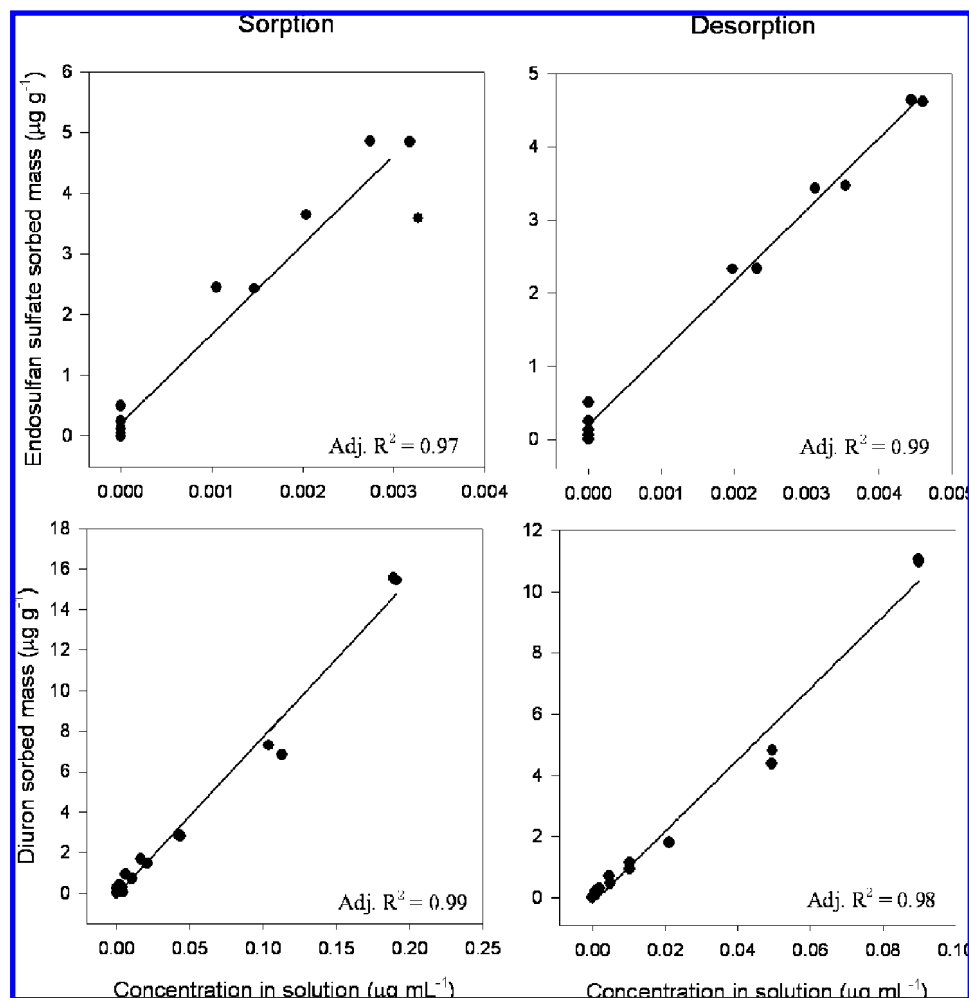 Sorption
Desorption
Endosulfan sulfate sorbed mass (µg g⁻¹)
6
5
4
3
2
1
0
Adj. R² = 0.97
0.000 0.001 0.002 0.003 0.004
5
4
3
2
1
0
Adj. R² = 0.99
0.000 0.001 0.002 0.003 0.004 0.005
Diuron sorbed mass (µg g⁻¹)
18
16
14
12
10
8
6
4
2
0
Adj. R² = 0.99
0.00 0.05 0.10 0.15 0.20 0.25
Concentration in solution (µg mL⁻¹)
12
10
8
6
4
2
0
Adj. R² = 0.98
0.00 0.02 0.04 0.06 0.08 0.10
Concentration in solution (µg mL⁻¹)